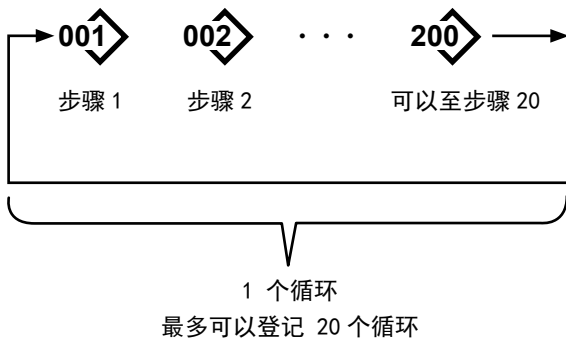 001 002 · · · 200
步骤 1 步骤 2 可以至步骤 20
1 个循环
最多可以登记 20 个循环